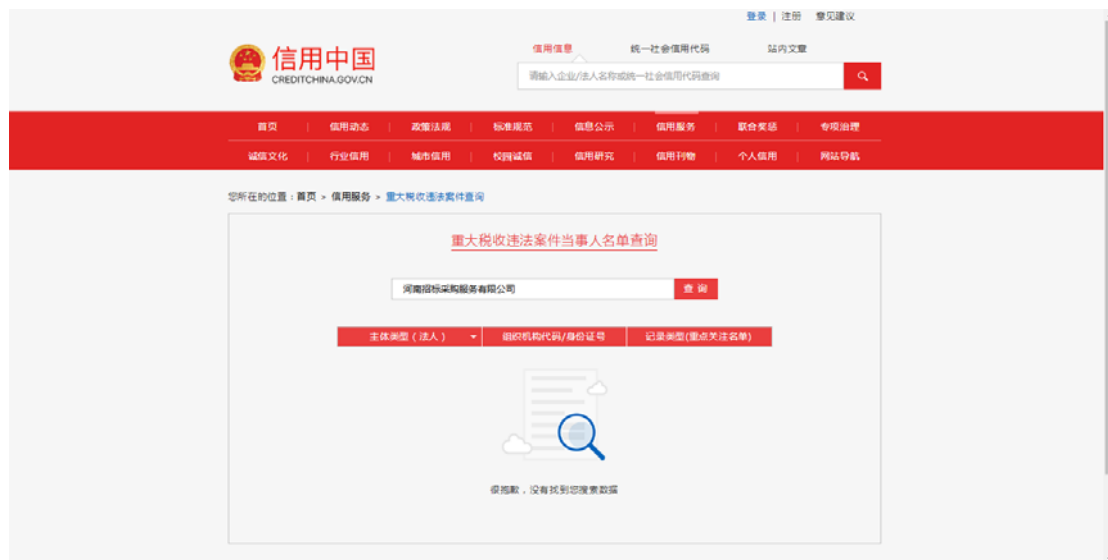 登录 | 注册 意见建议
信用中国
CREDITCHINA.GOV.CN
信用信息 统一社会信用代码 站内文章
请输入企业/法人名称或统一社会信用代码查询
首页 | 信用动态 | 政策法规 | 标准规范 | 信息公示 | 信用服务 | 联合奖惩 | 专项治理
诚信文化 | 行业信用 | 城市信用 | 校园诚信 | 信用研究 | 信用刊物 | 个人信用 | 网站导航
您所在的位置：首页 > 信用服务 > 重大税收违法案件查询
重大税收违法案件当事人名单查询
河南招标采购服务有限公司 查 询
主体类型（法人） 组织机构代码/身份证号 记录类型(重点关注名单)
很抱歉，没有找到您搜索数据